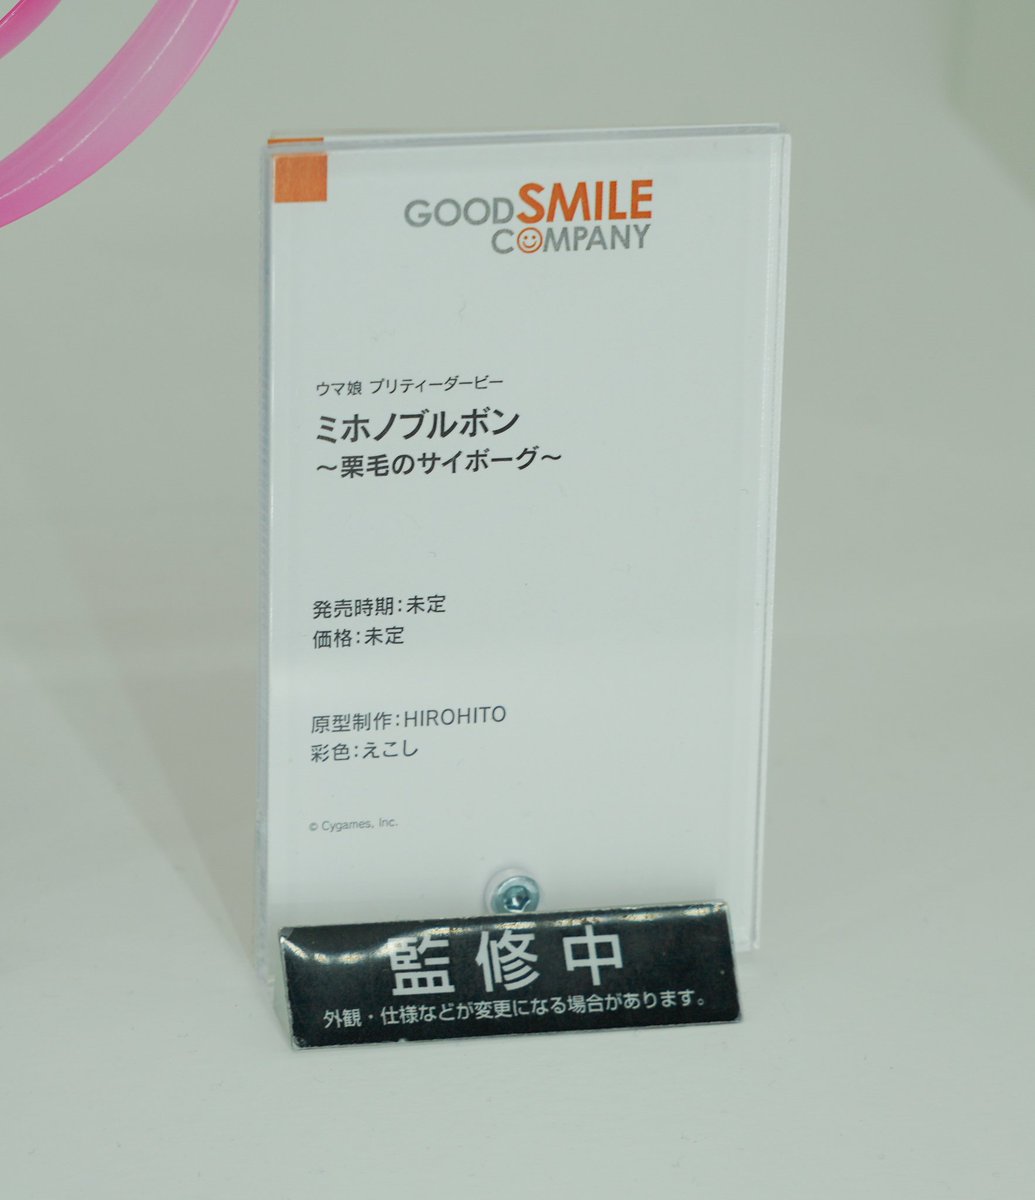 GOOD SMILE
COMPANY
ウマ娘 プリティーダービー
ミホノブルボン
～栗毛のサイボーグ～
発売時期：未定
価格：未定
原型制作：HIROHITO
彩色：えこし
© Cygames, Inc.
監修中
外観・仕様などが変更になる場合があります。